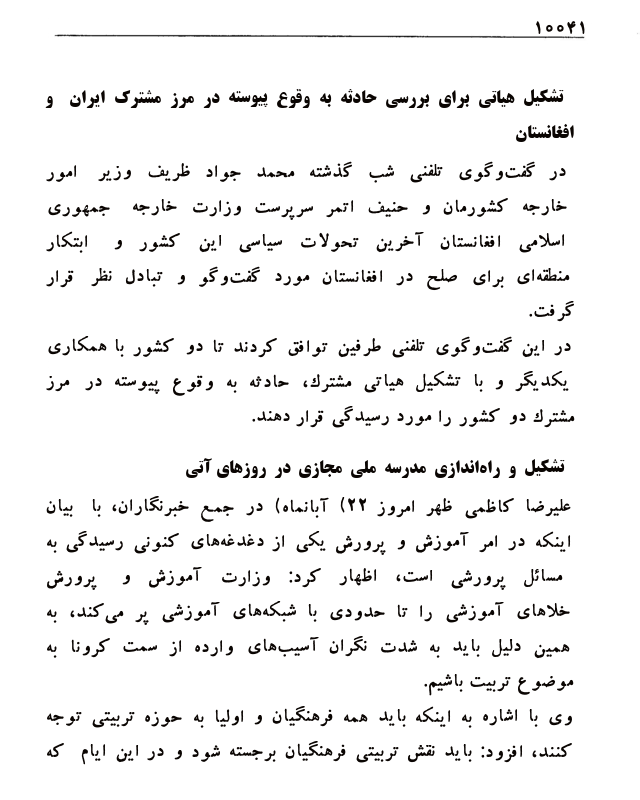 ۱۰۰۴۱
تشکیل هیاتی برای بررسی حادثه به وقوع پیوسته در مرز مشترک ایران و
افغانستان
در گفت‌وگوی تلفنی شب گذشته محمد جواد ظریف وزیر امور
خارجه کشورمان و حنیف اتمر سرپرست وزارت خارجه جمهوری
اسلامی افغانستان آخرین تحولات سیاسی این کشور و ابتکار
منطقه‌ای برای صلح در افغانستان مورد گفت‌وگو و تبادل نظر قرار
گرفت.
در این گفت‌وگوی تلفنی طرفین توافق کردند تا دو کشور با همکاری
یکدیگر و با تشکیل هیاتی مشترك، حادثه به وقوع پیوسته در مرز
مشترك دو کشور را مورد رسیدگی قرار دهند.
تشکیل و راه‌اندازی مدرسه ملی مجازی در روزهای آتی
علیرضا کاظمی ظهر امروز ۲۲) آبانماه) در جمع خبرنگاران، با بیان
اینکه در امر آموزش و پرورش یکی از دغدغه‌های کنونی رسیدگی به
مسائل پرورشی است، اظهار کرد: وزارت آموزش و پرورش
خلاهای آموزشی را تا حدودی با شبکه‌های آموزشی پر می‌کند، به
همین دلیل باید به شدت نگران آسیب‌های وارده از سمت کرونا به
موضوع تربیت باشیم.
وی با اشاره به اینکه باید همه فرهنگیان و اولیا به حوزه تربیتی توجه
کنند، افزود: باید نقش تربیتی فرهنگیان برجسته شود و در این ایام که